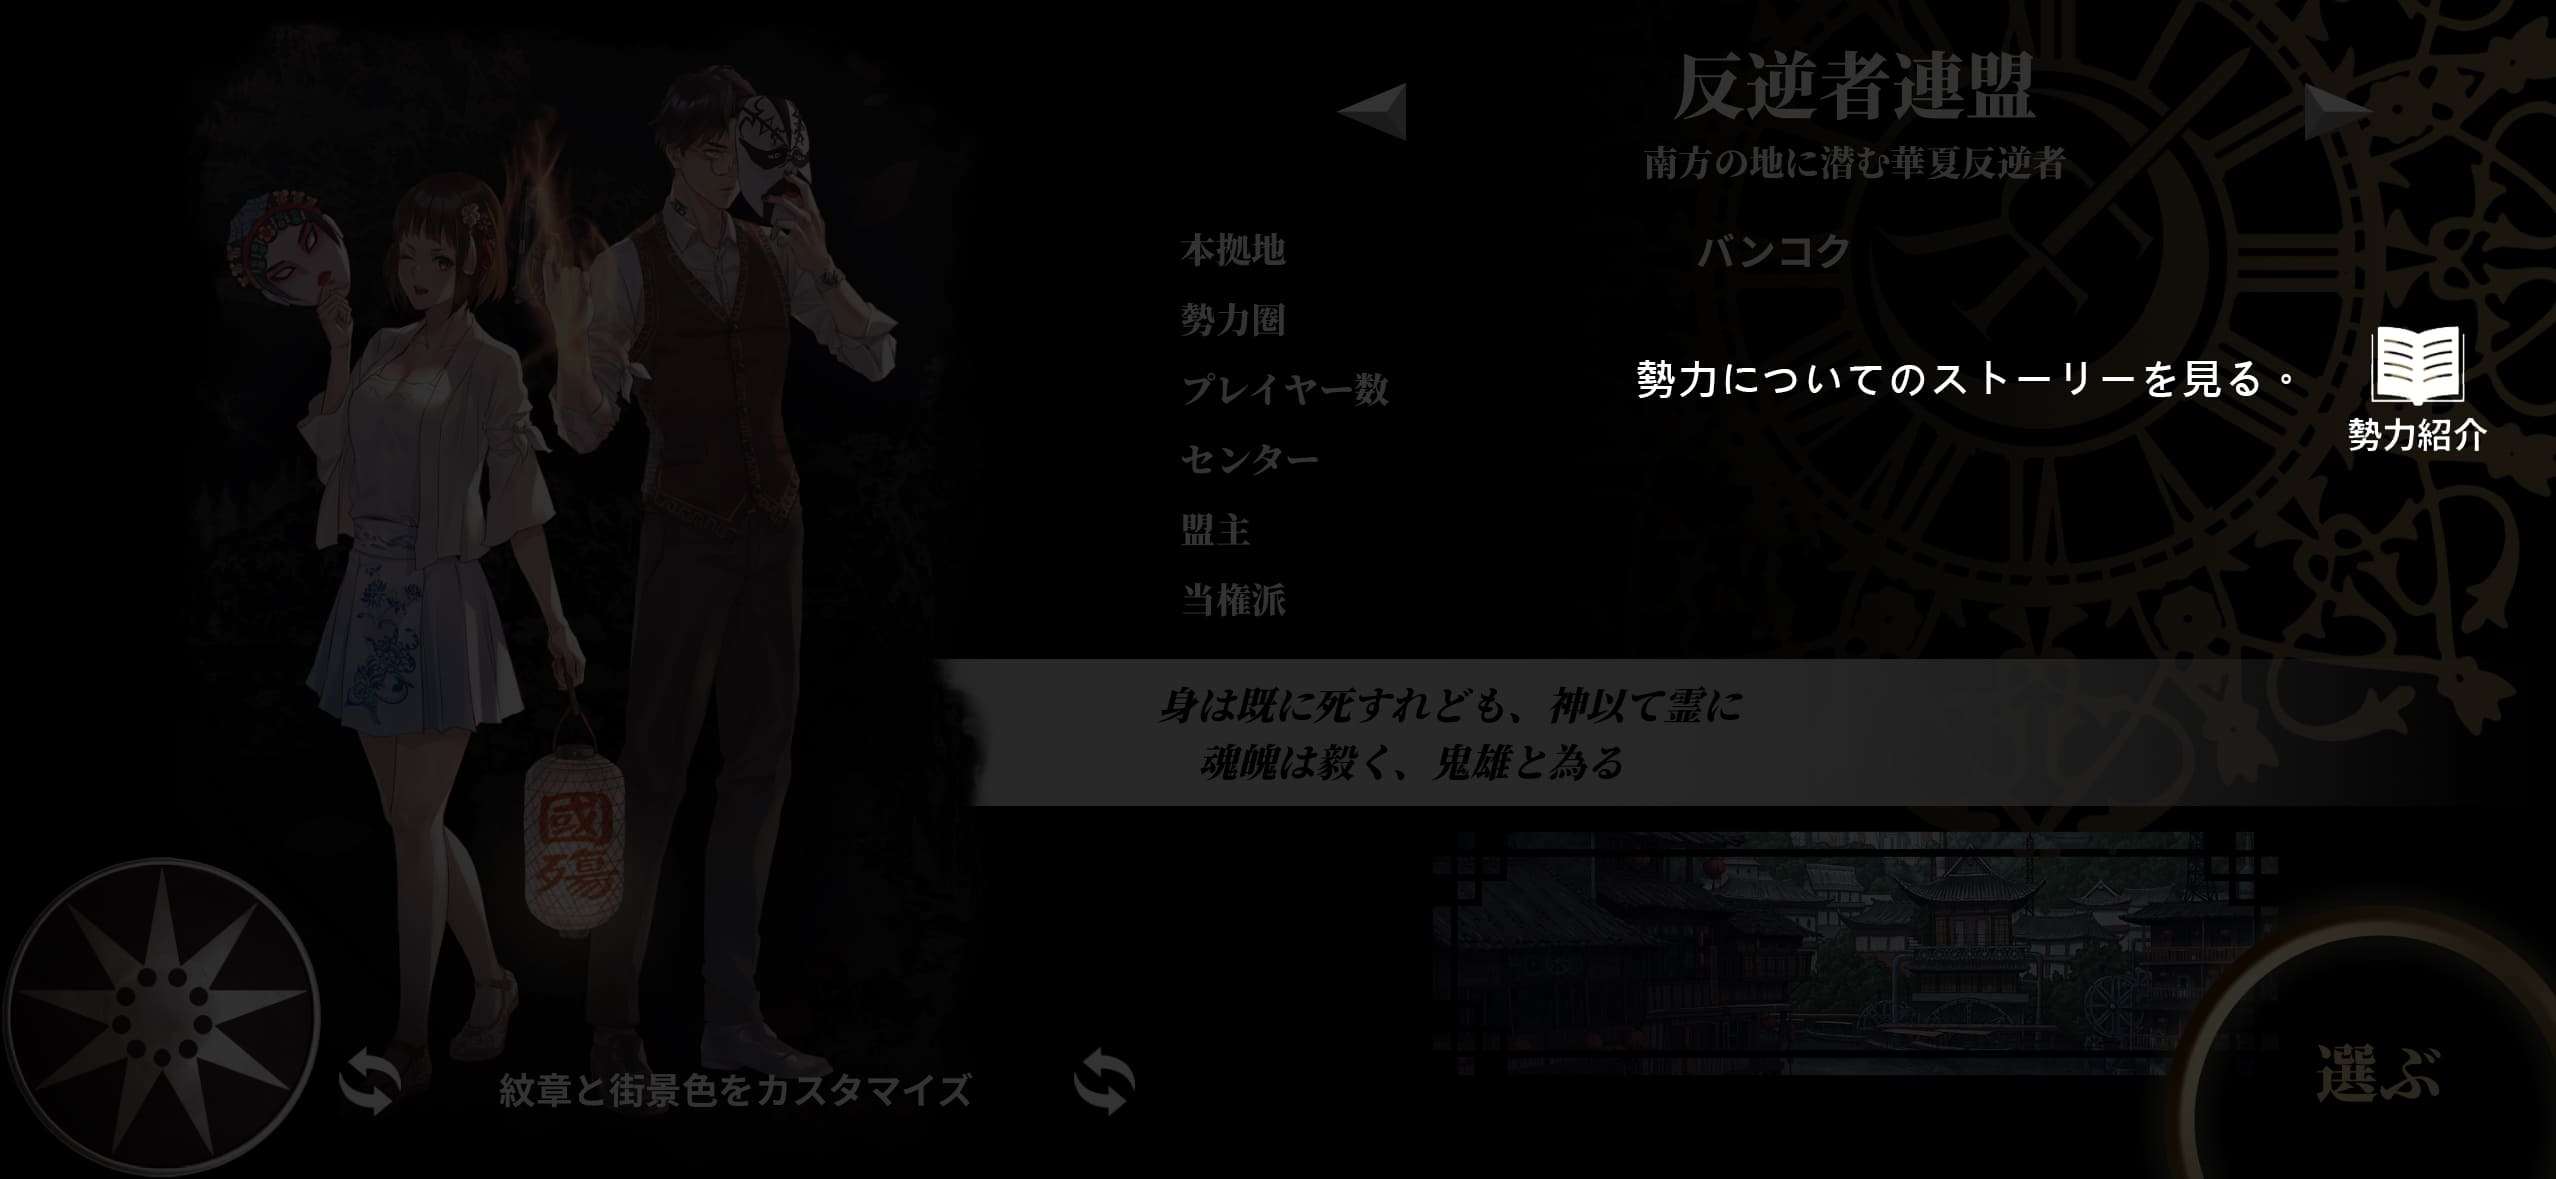 反逆者連盟
南方の地に潜む華夏反逆者
本拠地
バンコク
勢力圏
プレイヤー数
勢力についてのストーリーを見る。
勢力紹介
センター
盟主
当権派
身は既に死すれども、神以て霊に
魂魄は毅く、鬼雄と為る
國
殤
紋章と街景色をカスタマイズ
選ぶ